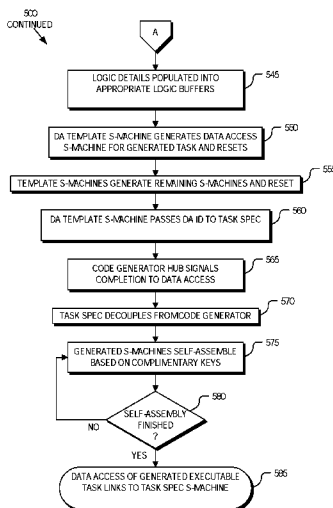 500
CONTINUED
A
LOGIC DETAILS POPULATED INTO
APPROPRIATE LOGIC BUFFERS
545
DA TEMPLATE S-MACHINE GENERATES DATA ACCESS
S-MACHINE FOR GENERATED TASK AND RESETS
550
TEMPLATE S-MACHINES GENERATE REMAINING S-MACHINES AND RESET
555
DA TEMPLATE S-MACHINE PASSES DA ID TO TASK SPEC
560
CODE GENERATOR HUB SIGNALS
COMPLETION TO DATA ACCESS
565
TASK SPEC DECOUPLES FROM CODE GENERATOR
570
GENERATED S-MACHINES SELF-ASSEMBLE
BASED ON COMPLIMENTARY KEYS
575
SELF-ASSEMBLY
FINISHED
?
580
NO
YES
DATA ACCESS OF GENERATED EXECUTABLE
TASK LINKS TO TASK SPEC S-MACHINE
585